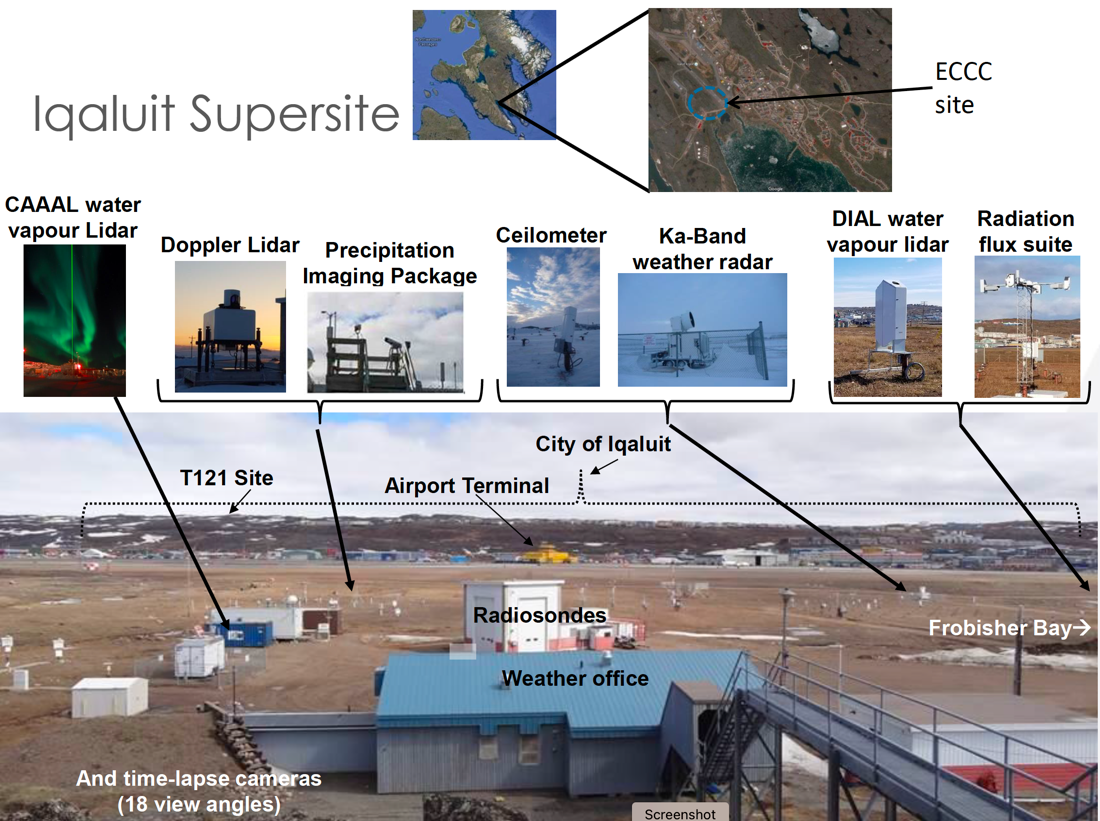 Iqaluit Supersite
ECCC
site
CAAAL water
vapour Lidar
Doppler Lidar
Precipitation
Imaging Package
Ceilometer
Ka-Band
weather radar
DIAL water
vapour lidar
Radiation
flux suite
City of Iqaluit
T121 Site
Airport Terminal
Radiosondes
Frobisher Bay→
Weather office
And time-lapse cameras
(18 view angles)
Screenshot
Google